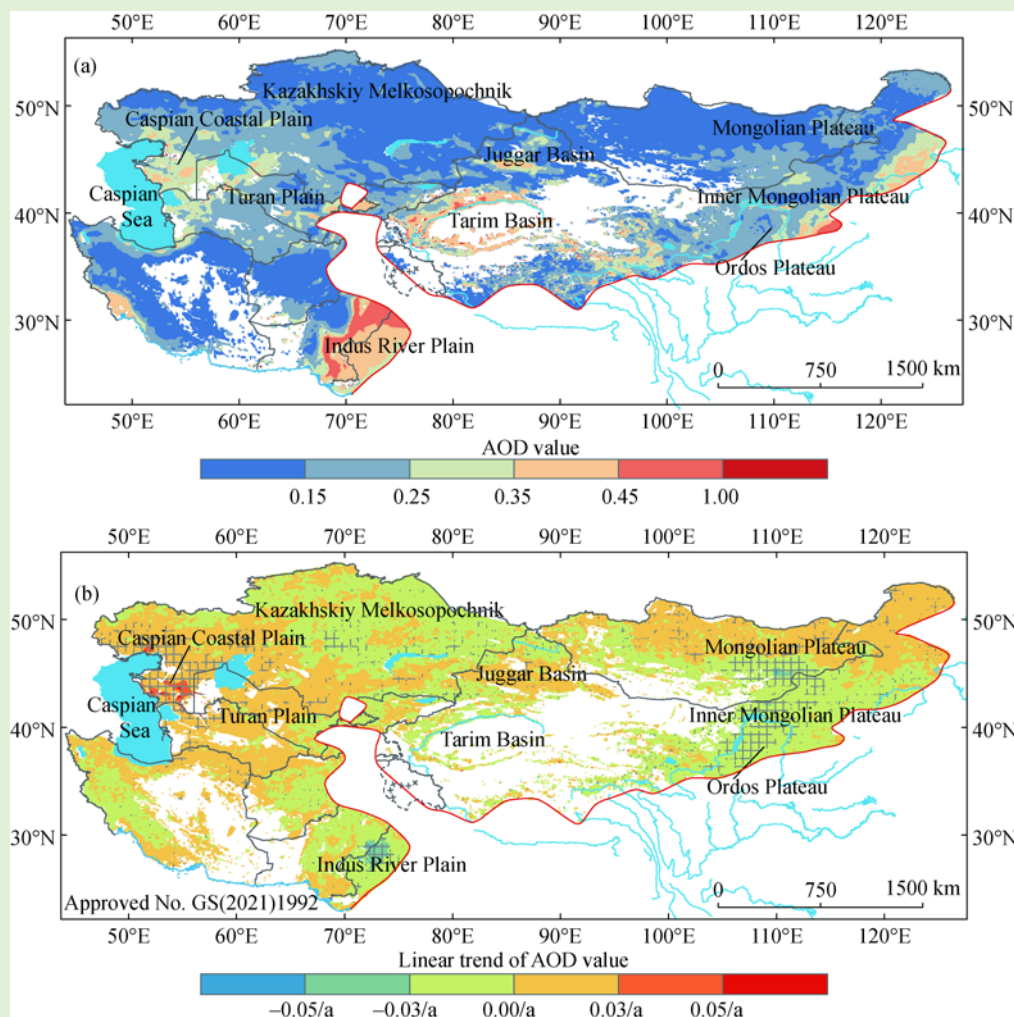 50°E 60°E 70°E 80°E 90°E 100°E 110°E 120°E
(a)
Kazakhskiy Melkosopochnik
50°N
50°N
Caspian Coastal Plain
Mongolian Plateau
Juggar Basin
Caspian
Sea
Turan Plain
Inner Mongolian Plateau
40°N
Tarim Basin
40°N
Ordos Plateau
30°N
30°N
Indus River Plain
0 750 1500 km
50°E 60°E 70°E 80°E 90°E 100°E 110°E 120°E
AOD value
0.15 0.25 0.35 0.45 1.00
50°E 60°E 70°E 80°E 90°E 100°E 110°E 120°E
(b)
Kazakhskiy Melkosopochnik
50°N
50°N
Caspian Coastal Plain
Mongolian Plateau
Juggar Basin
Caspian
Sea
Turan Plain
Inner Mongolian Plateau
40°N
Tarim Basin
40°N
Ordos Plateau
30°N
30°N
Indus River Plain
0 750 1500 km
Approved No. GS(2021)1992
50°E 60°E 70°E 80°E 90°E 100°E 110°E 120°E
Linear trend of AOD value
−0.05/a −0.03/a 0.00/a 0.03/a 0.05/a